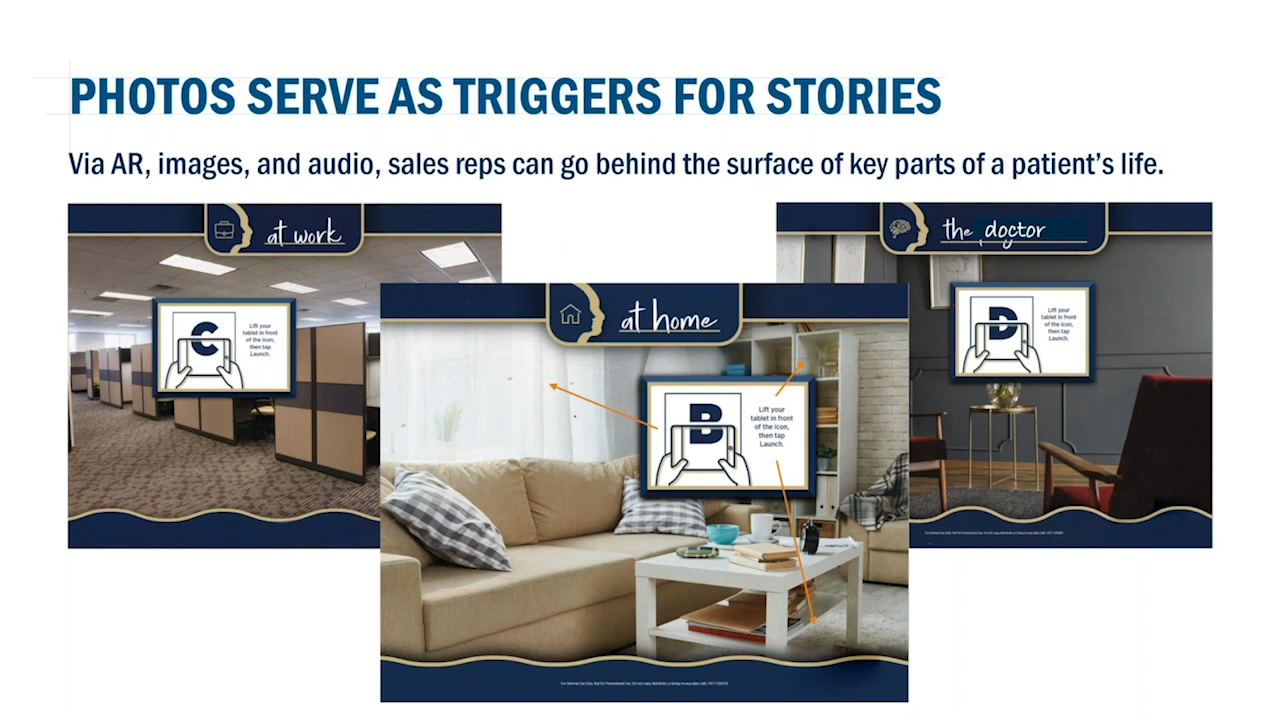 PHOTOS SERVE AS TRIGGERS FOR STORIES
Via AR, images, and audio, sales reps can go behind the surface of key parts of a patient's life.
at work
C
Lift your
tablet in front
of the icon,
then tap
Launch.
at home
B
Lift your
tablet in front
of the icon,
then tap
Launch.
the doctor
D
Lift your
tablet in front
of the icon,
then tap
Launch.